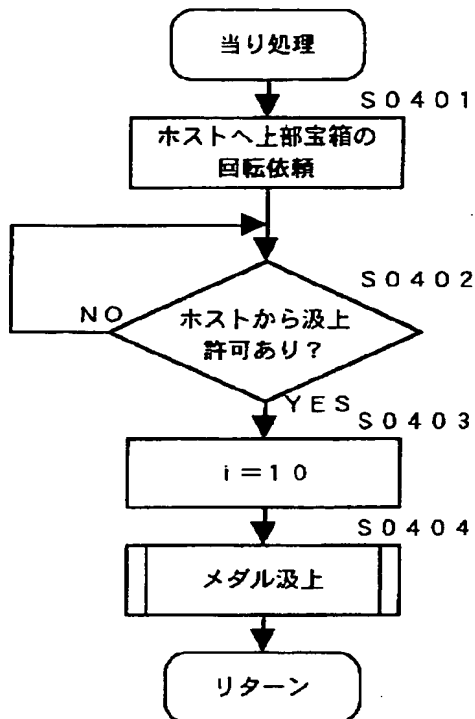 当り処理
S0401
ホストへ上部宝箱の
回転依頼
S0402
NO
ホストから汲上
許可あり？
YES
S0403
i=10
S0404
メダル汲上
リターン